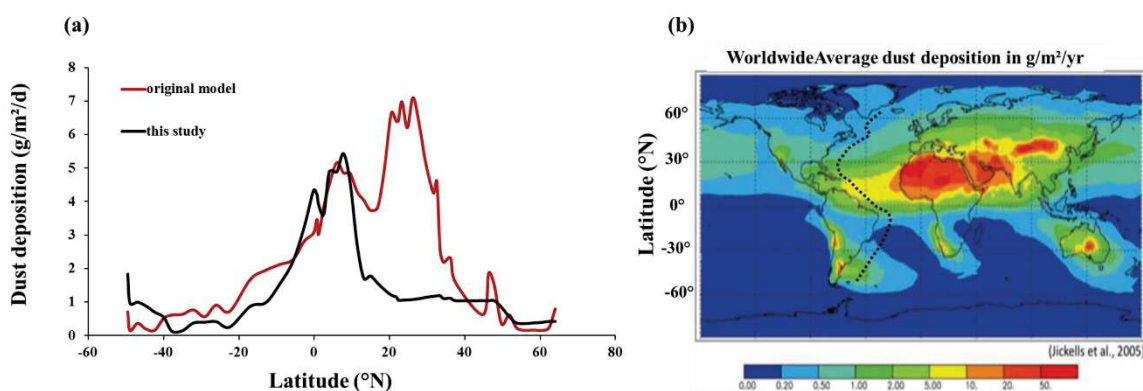 (a)
8
7
6
5
4
3
2
1
0
-60
-40
-20
0
20
40
60
80
Dust deposition (g/m²/d)
Latitude (°N)
original model
this study
(b)
WorldwideAverage dust deposition in g/m²/yr
Latitude (°N)
60°
30°
0°
-30°
-60°
(Jickells et al., 2005)
0.00 0.20 0.50 1.00 2.00 5.00 10. 20. 50.